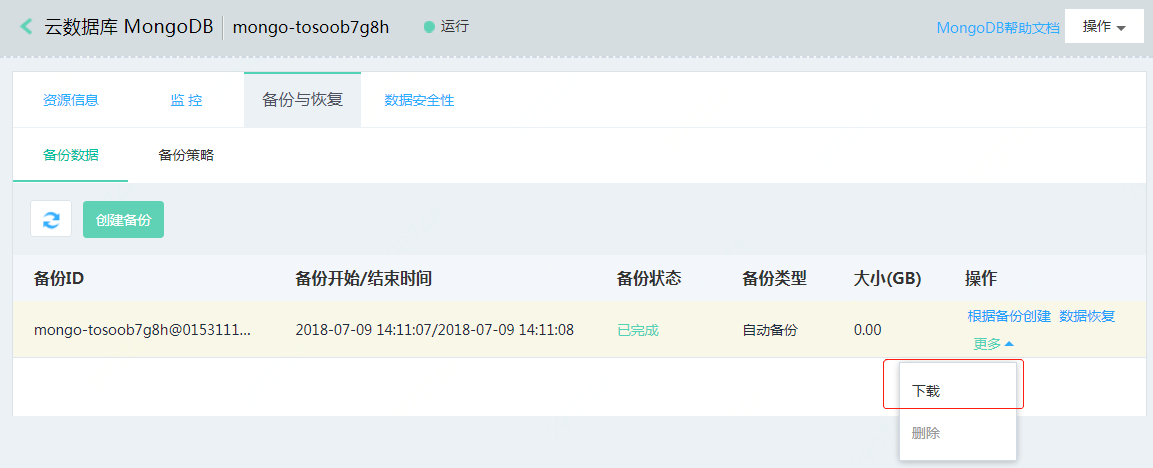 云数据库 MongoDB mongo-tosoob7g8h 运行 MongoDB帮助文档 操作
资源信息 监 控 备份与恢复 数据安全性
备份数据 备份策略
创建备份
备份ID 备份开始/结束时间 备份状态 备份类型 大小(GB) 操作
mongo-tosoob7g8h@0153111... 2018-07-09 14:11:07/2018-07-09 14:11:08 已完成 自动备份 0.00 根据备份创建 数据恢复
更多
下载
删除